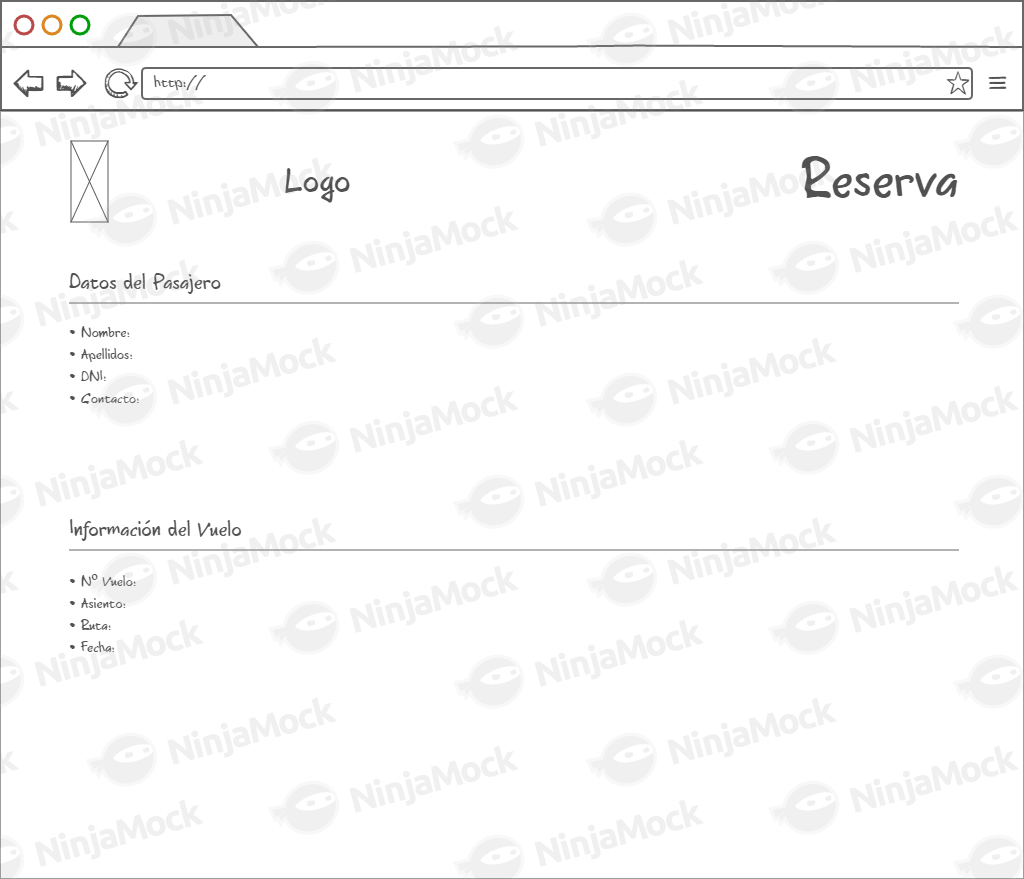 http://
Logo
Reserva
Datos del Pasajero
• Nombre:
• Apellidos:
• DNI:
• Contacto:
Información del Vuelo
• Nº Vuelo:
• Asiento:
• Ruta:
• Fecha:
NinjaMock